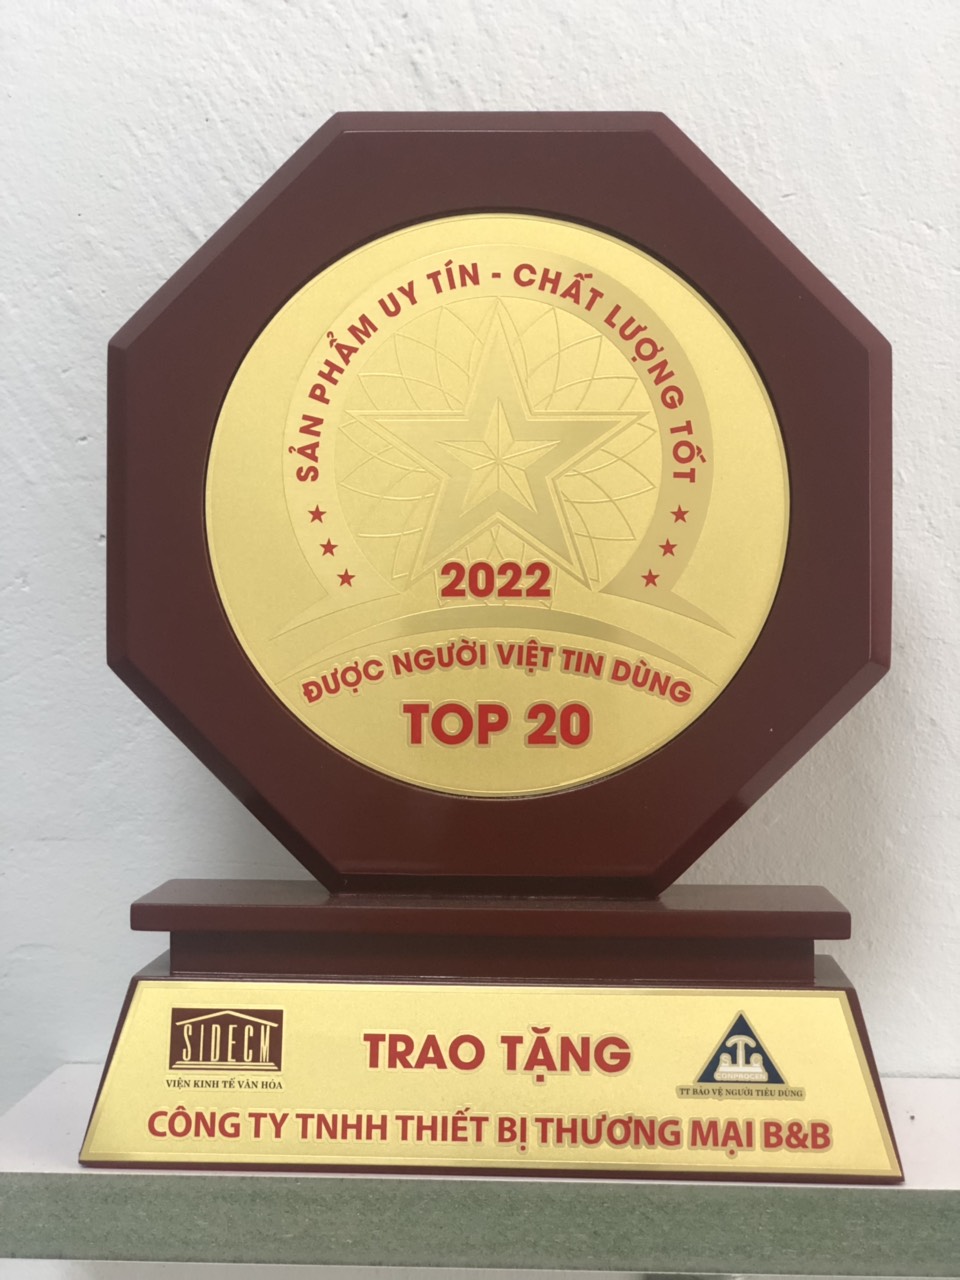 SẢN PHẨM UY TÍN - CHẤT LƯỢNG TỐT
2022
ĐƯỢC NGƯỜI VIỆT TIN DÙNG
TOP 20
SIDECM
VIỆN KINH TẾ VĂN HÓA
TRAO TẶNG
CONPROCEN
TT BẢO VỆ NGƯỜI TIÊU DÙNG
CÔNG TY TNHH THIẾT BỊ THƯƠNG MẠI B&B